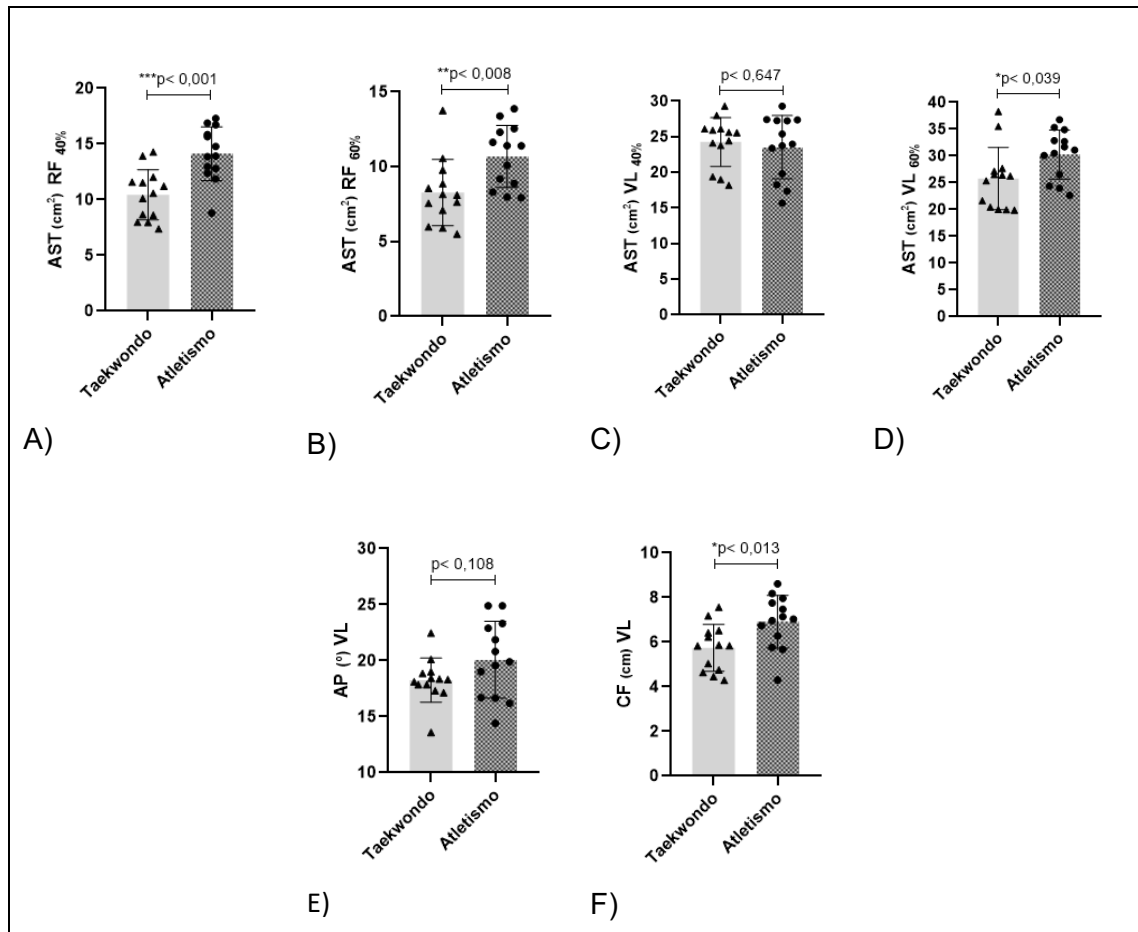 ***p< 0,001
20
15
10
5
0
AST (cm²) RF 40%
Taekwondo
Atletismo
A)
**p< 0,008
15
10
5
0
AST (cm²) RF 60%
Taekwondo
Atletismo
B)
p< 0,647
30
25
20
15
10
5
0
AST (cm²) VL 40%
Taekwondo
Atletismo
C)
*p< 0,039
40
35
30
25
20
15
10
5
0
AST (cm²) VL 60%
Taekwondo
Atletismo
D)
p< 0,108
30
25
20
15
10
AP (º) VL
Taekwondo
Atletismo
E)
*p< 0,013
10
8
6
4
2
0
CF (cm) VL
Taekwondo
Atletismo
F)